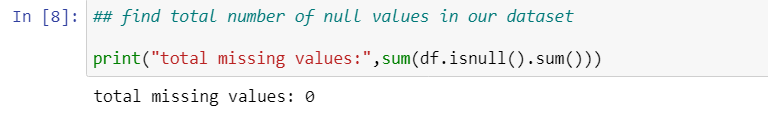 In [8]: ## find total number of null values in our dataset
print("total missing values:",sum(df.isnull().sum()))
total missing values: 0